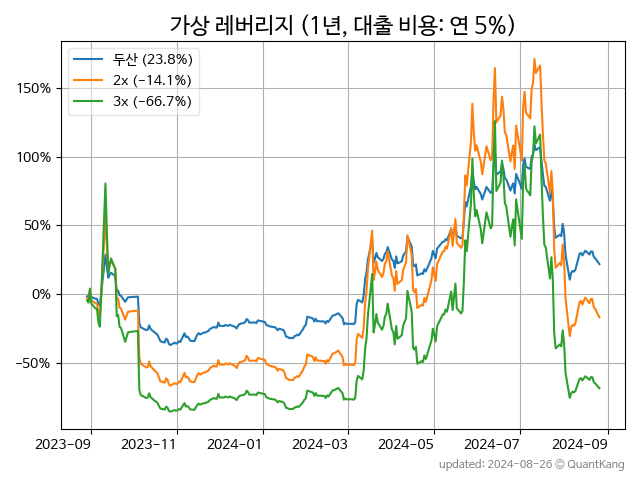 가상 레버리지 (1년, 대출 비용: 연 5%)
두산 (23.8%)
2x (−14.1%)
3x (−66.7%)
150%
100%
50%
0%
−50%
2023-09 2023-11 2024-01 2024-03 2024-05 2024-07 2024-09
updated: 2024-08-26 © QuantKang